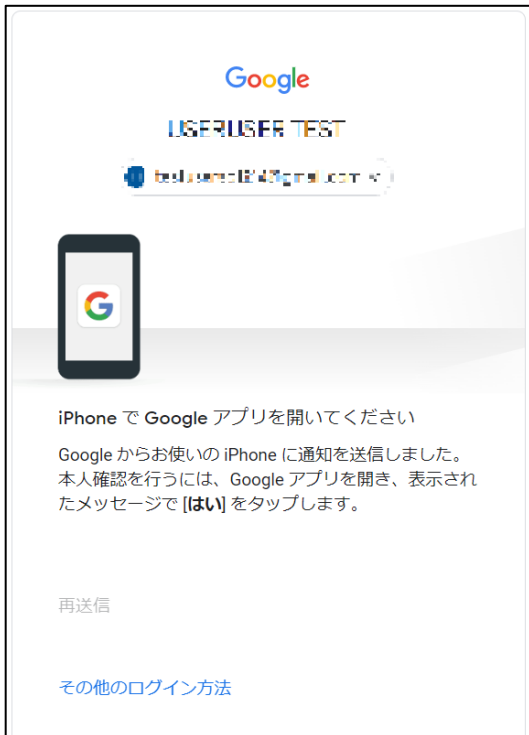 Google
USERUSER TEST
iPhone で Google アプリを開いてください
Google からお使いの iPhone に通知を送信しました。
本人確認を行うには、Google アプリを開き、表示され
たメッセージで [はい] をタップします。
再送信
その他のログイン方法